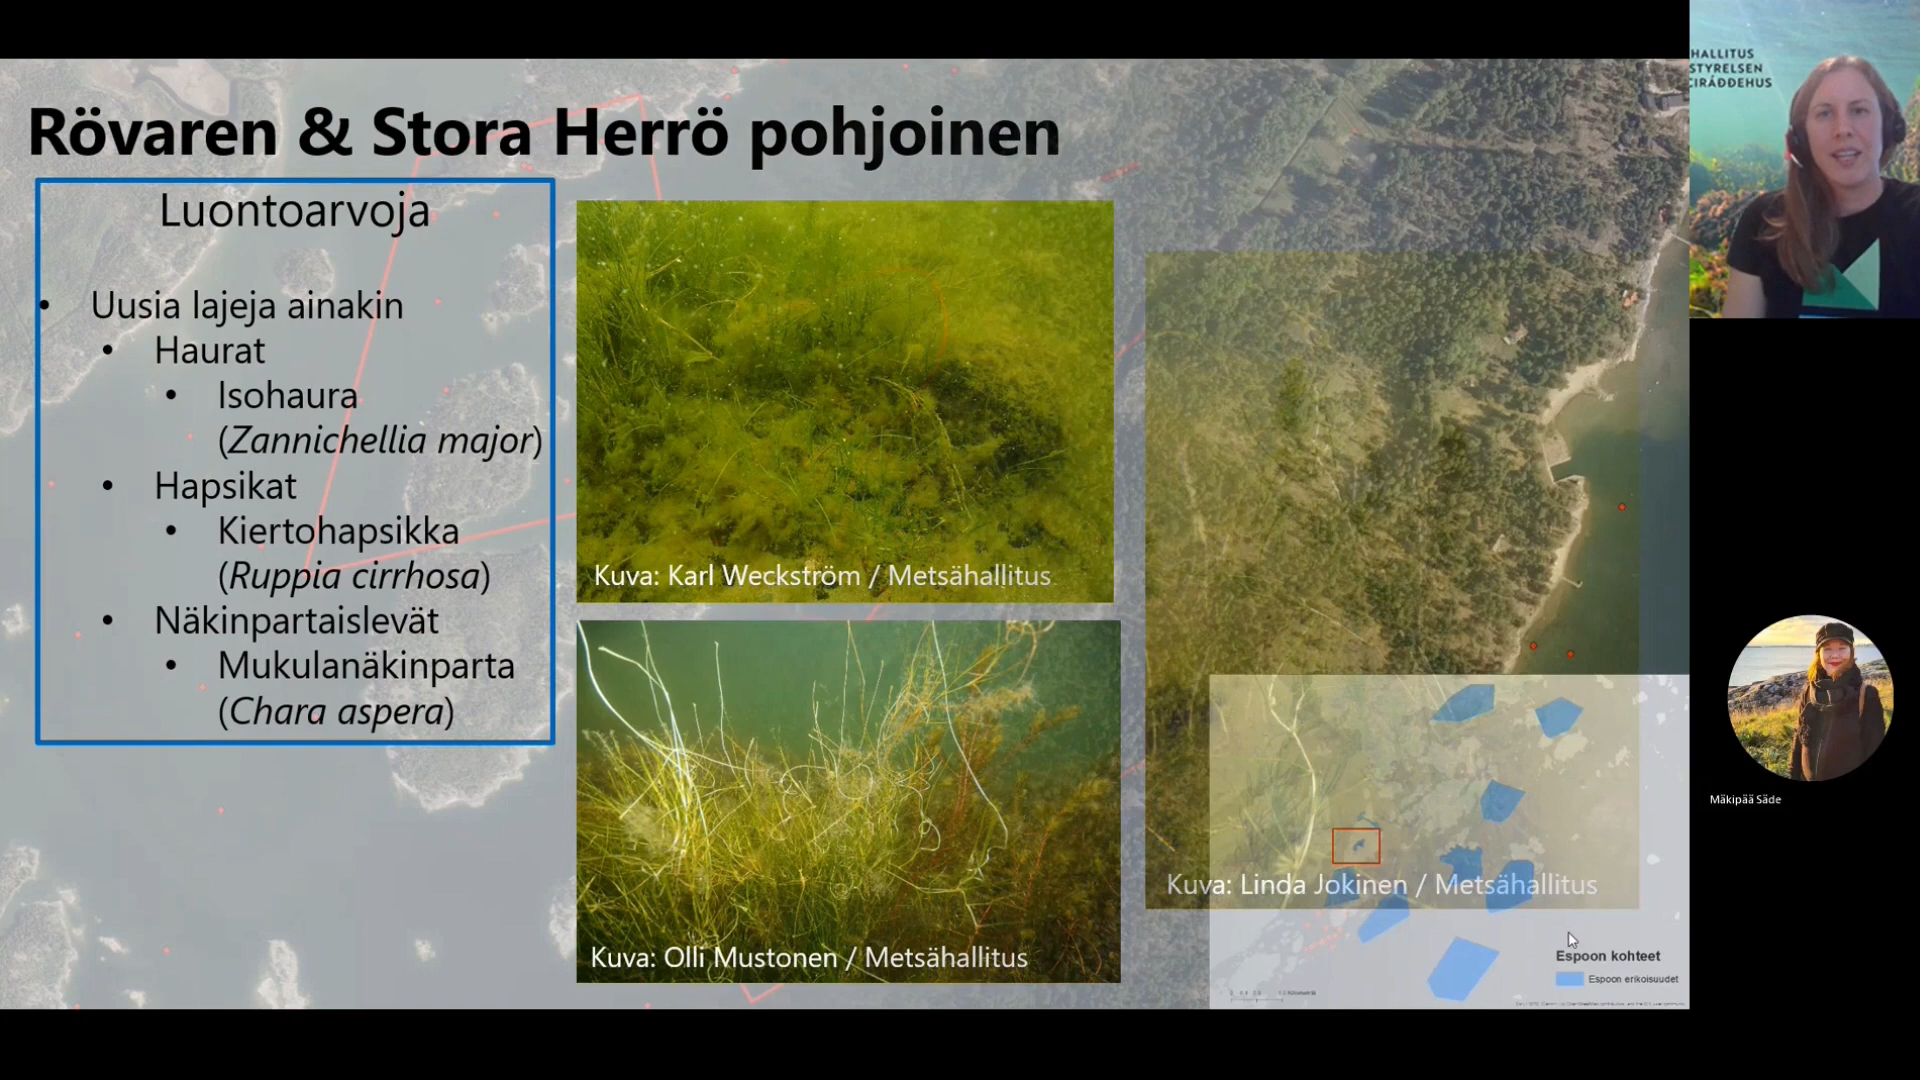 Rövaren & Stora Herrö pohjoinen
Luontoarvoja
• Uusia lajeja ainakin
• Haurat
• Isohaura
(Zannichellia major)
• Hapsikat
• Kiertohapsikka
(Ruppia cirrhosa)
• Näkinpartaislevät
• Mukulanäkinparta
(Chara aspera)
Kuva: Karl Weckström / Metsähallitus
Kuva: Olli Mustonen / Metsähallitus
Kuva: Linda Jokinen / Metsähallitus
Espoon kohteet
Espoon erikoisuudet
HALLITUS
STYRELSEN
CIRÁÐÐEHUS
Mäkipää Säde